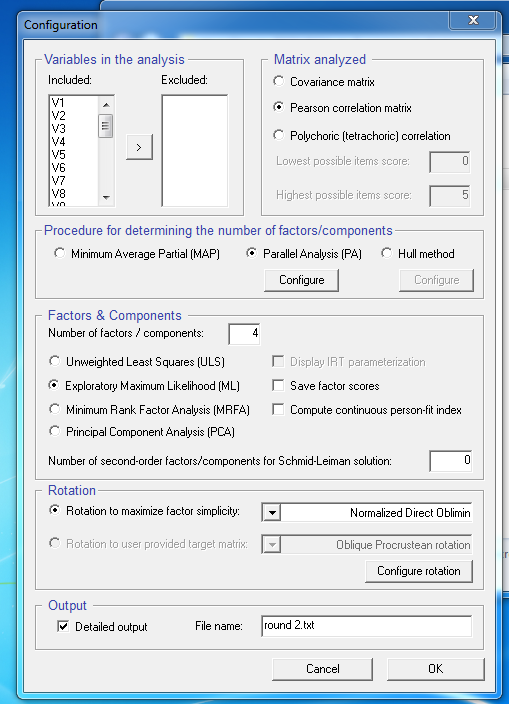 Configuration
Variables in the analysis
Included:
Excluded:
V1
V2
V3
V4
V5
V6
V7
V8
>
Matrix analyzed
Covariance matrix
Pearson correlation matrix
Polychoric (tetrachoric) correlation
Lowest possible items score: 0
Highest possible items score: 5
Procedure for determining the number of factors/components
Minimum Average Partial (MAP) Parallel Analysis (PA) Hull method
Configure Configure
Factors & Components
Number of factors / components: 4
Unweighted Least Squares (ULS) Display IRT parameterization
Exploratory Maximum Likelihood (ML) Save factor scores
Minimum Rank Factor Analysis (MRFA) Compute continuous person-fit index
Principal Component Analysis (PCA)
Number of second-order factors/components for Schmid-Leiman solution: 0
Rotation
Rotation to maximize factor simplicity: Normalized Direct Oblimin
Rotation to user provided target matrix: Oblique Procrustean rotation
Configure rotation
Output
Detailed output File name: round 2.txt
Cancel OK